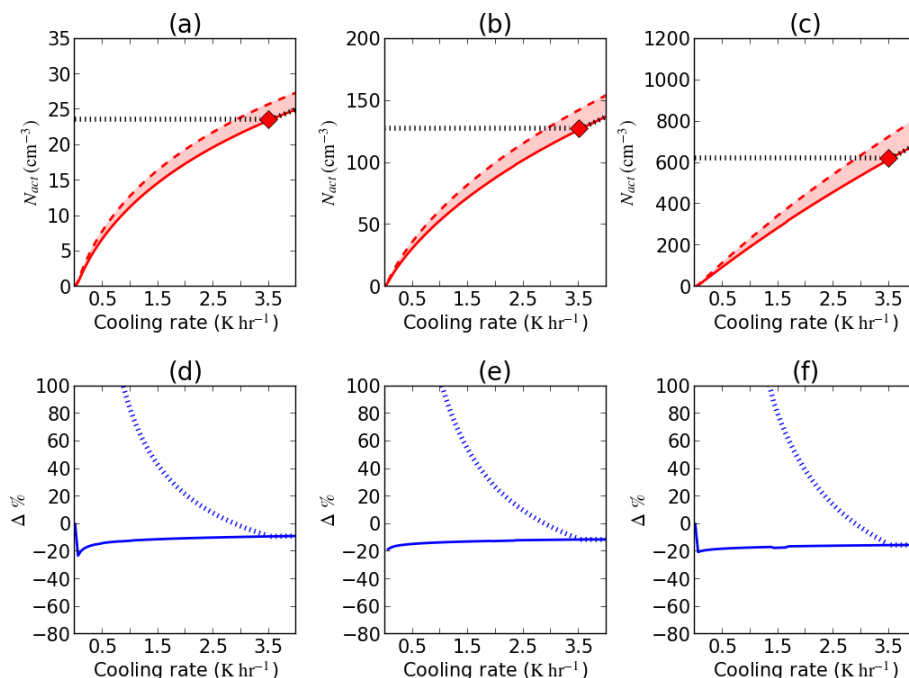 (a) (b) (c)
35 200 1200
30 1000
25 150 800
20 100 600
15 400
10 50
5 200
0 0 0
N_act (cm⁻³) N_act (cm⁻³) N_act (cm⁻³)
0.5 1.5 2.5 3.5 0.5 1.5 2.5 3.5 0.5 1.5 2.5 3.5
Cooling rate (K hr⁻¹) Cooling rate (K hr⁻¹) Cooling rate (K hr⁻¹)
(d) (e) (f)
100 100 100
80 80 80
60 60 60
40 40 40
20 20 20
0 0 0
−20 −20 −20
−40 −40 −40
−60 −60 −60
−80 −80 −80
Δ % Δ % Δ %
0.5 1.5 2.5 3.5 0.5 1.5 2.5 3.5 0.5 1.5 2.5 3.5
Cooling rate (K hr⁻¹) Cooling rate (K hr⁻¹) Cooling rate (K hr⁻¹)